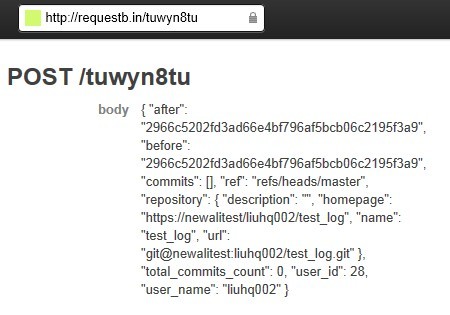 http://requestb.in/tuwyn8tu
POST /tuwyn8tu
body { "after":
"2966c5202fd3ad66e4bf796af5bcb06c2195f3a9",
"before":
"2966c5202fd3ad66e4bf796af5bcb06c2195f3a9",
"commits": [], "ref": "refs/heads/master",
"repository": { "description": "", "homepage":
"https://newalitest/liuhq002/test_log", "name":
"test_log", "url":
"git@newalitest:liuhq002/test_log.git" },
"total_commits_count": 0, "user_id": 28,
"user_name": "liuhq002" }